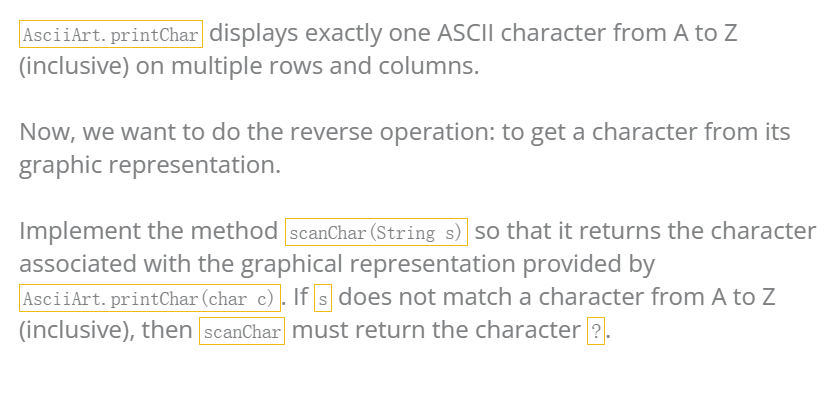 AsciiArt.printChar displays exactly one ASCII character from A to Z
(inclusive) on multiple rows and columns.
Now, we want to do the reverse operation: to get a character from its
graphic representation.
Implement the method scanChar(String s) so that it returns the character
associated with the graphical representation provided by
AsciiArt.printChar(char c). If s does not match a character from A to Z
(inclusive), then scanChar must return the character ?.